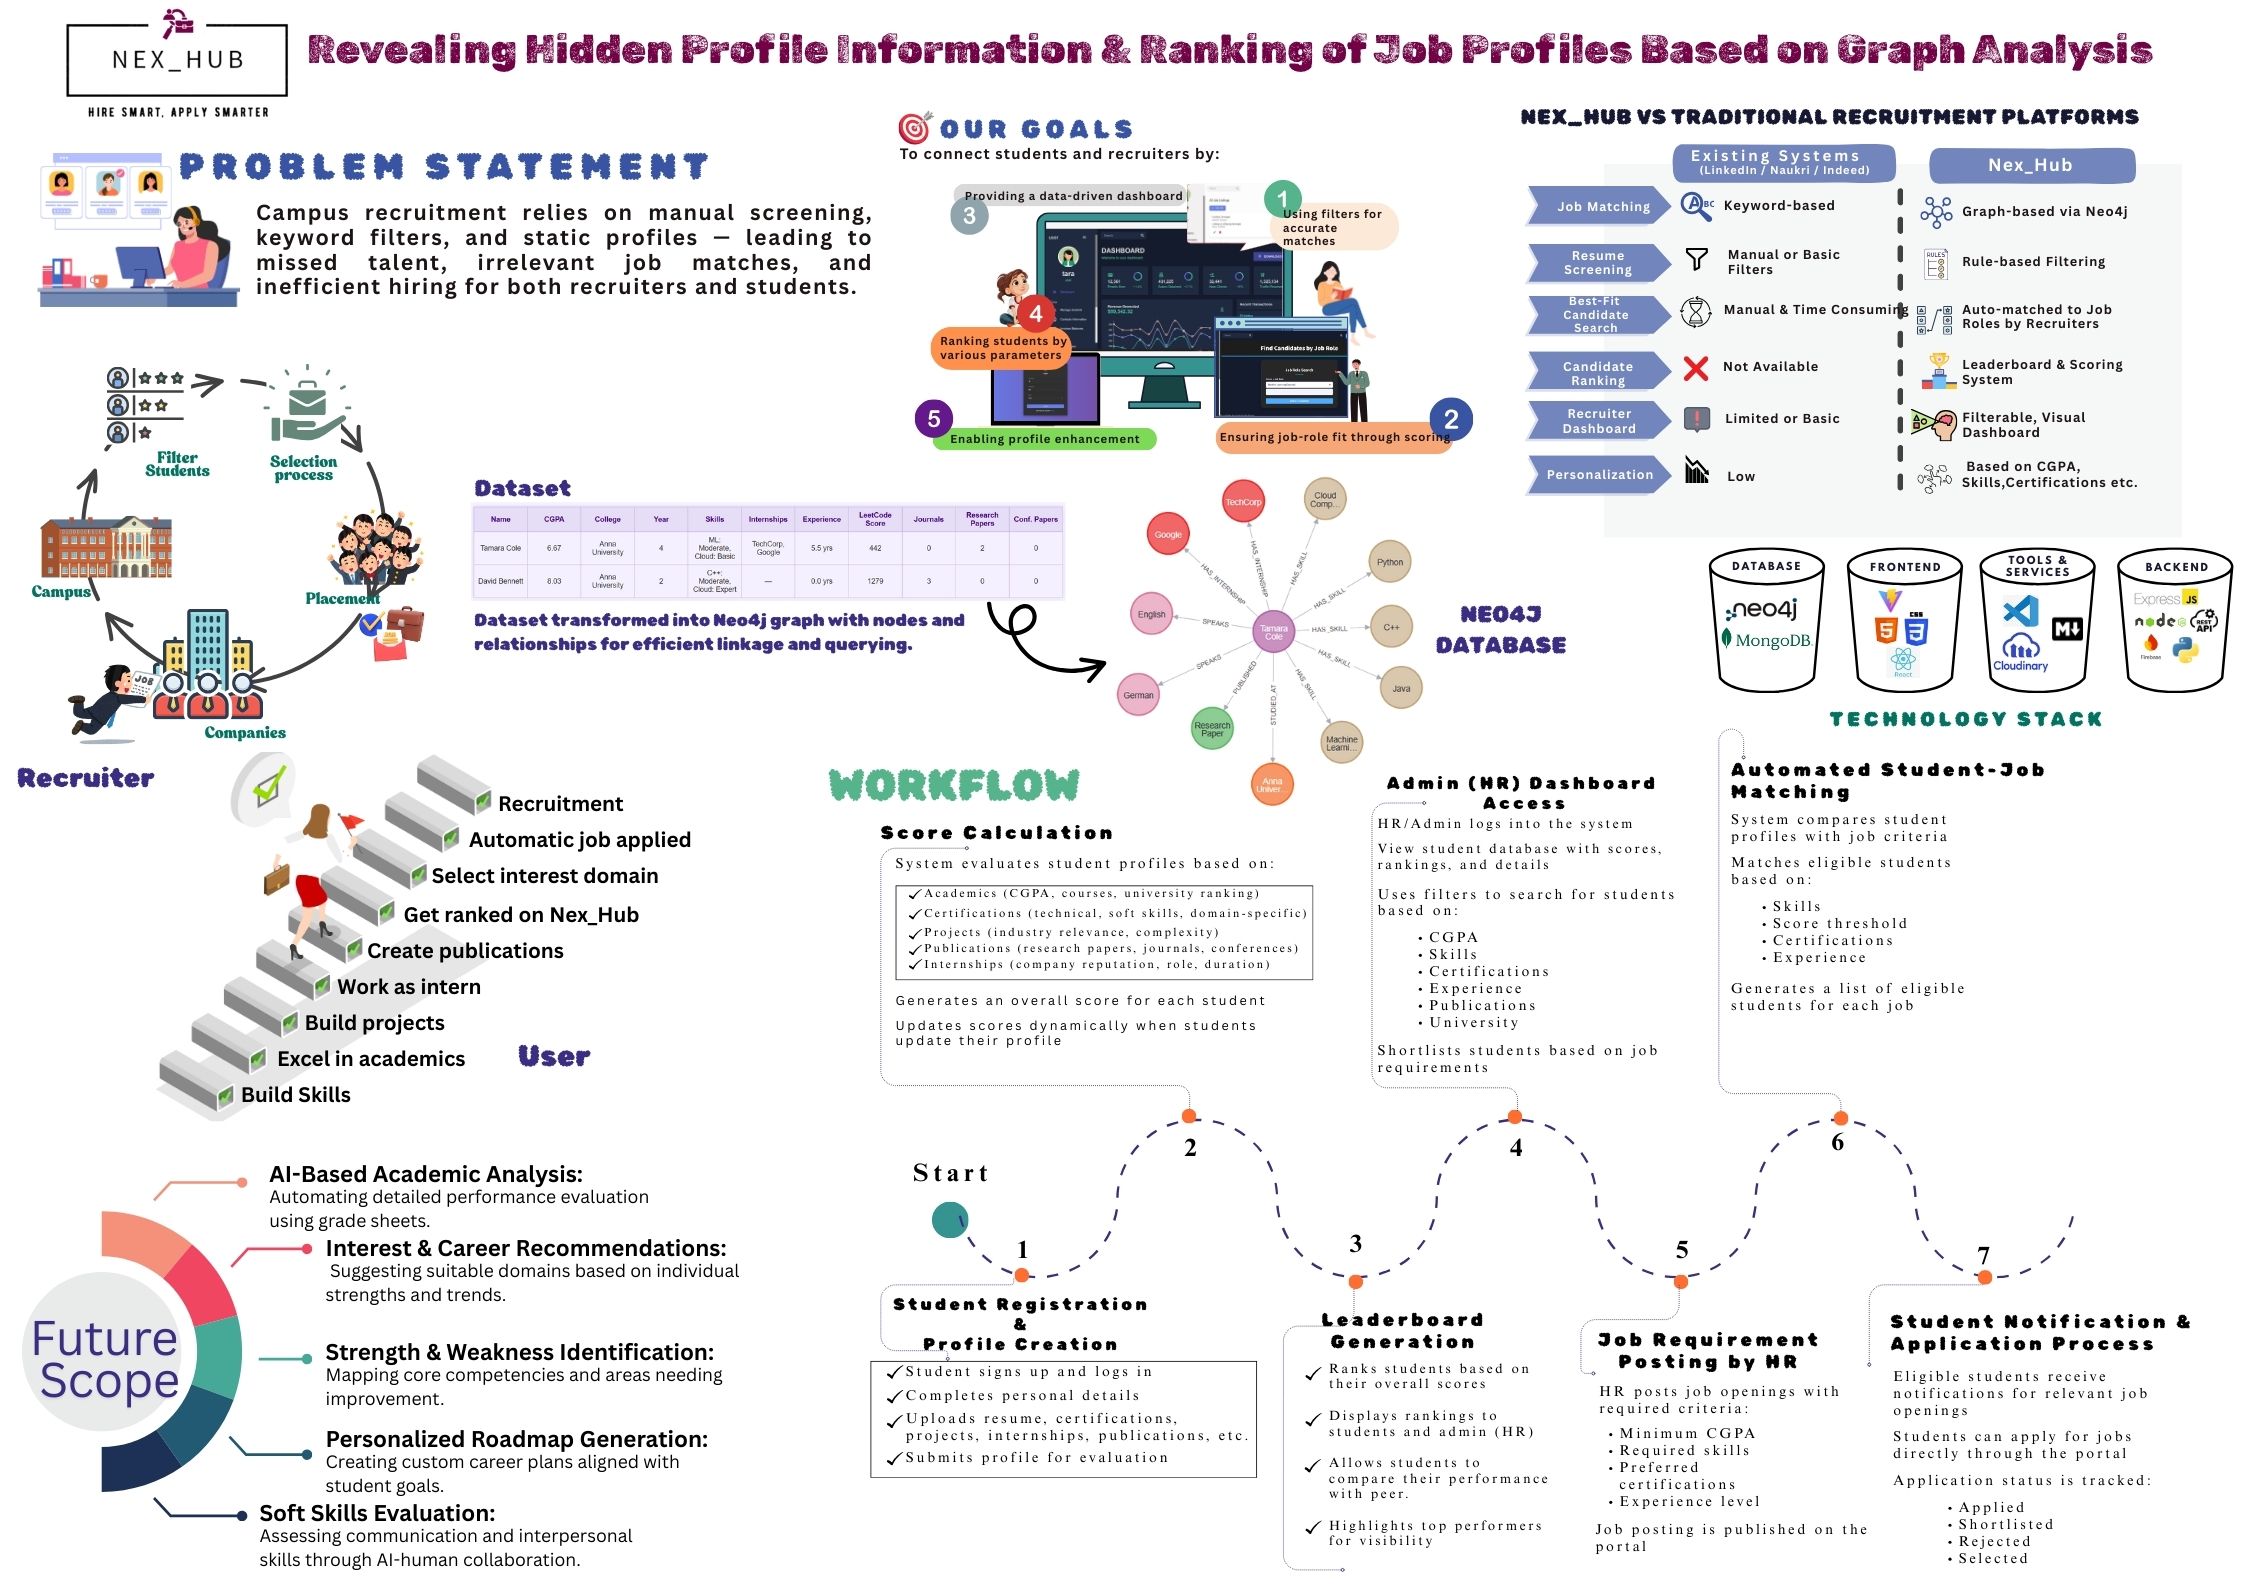 NEX_HUB
HIRE SMART, APPLY SMARTER
Revealing Hidden Profile Information & Ranking of Job Profiles Based on Graph Analysis
PROBLEM STATEMENT
Campus recruitment relies on manual screening,
keyword filters, and static profiles — leading to
missed talent, irrelevant job matches, and
inefficient hiring for both recruiters and students.
Filter
Students
Selection
process
Campus
Placement
JOB
Companies
Recruiter
OUR GOALS
To connect students and recruiters by:
Providing a data-driven dashboard
3
1
Using filters for
accurate
matches
DASHBOARD
tara
4
Ranking students by
various parameters
Find Candidates by Job Role
Job Role Search
5
Enabling profile enhancement
2
Ensuring job-role fit through scoring
NEX_HUB VS TRADITIONAL RECRUITMENT PLATFORMS
Existing Systems
(LinkedIn / Naukri / Indeed)
Nex_Hub
Job Matching
ABC
Keyword-based
Graph-based via Neo4j
Resume
Screening
Manual or Basic
Filters
RULES
Rule-based Filtering
Best-Fit
Candidate
Search
Manual & Time Consuming
Auto-matched to Job
Roles by Recruiters
Candidate
Ranking
Not Available
Leaderboard & Scoring
System
Recruiter
Dashboard
Limited or Basic
Filterable, Visual
Dashboard
Personalization
Low
Based on CGPA,
Skills,Certifications etc.
Dataset
Name CGPA College Year Skills Internships Experience LeetCode Score Journals Research Papers Conf. Papers
Tamara Cole 6.67 Anna University 4 ML: Moderate, Cloud: Basic TechCorp, Google 5.5 yrs 442 0 2 0
David Bennett 8.03 Anna University 2 C++: Moderate, Cloud: Expert — 0.0 yrs 1279 3 0 0
Dataset transformed into Neo4j graph with nodes and
relationships for efficient linkage and querying.
TechCorp
Cloud
Comp...
Google
Python
English
C++
German
Java
Research
Paper
Machine
Learni...
Anna
Univer...
Tamara
Cole
HAS_INTERNSHIP
HAS_INTERNSHIP
HAS_SKILL
HAS_SKILL
HAS_SKILL
HAS_SKILL
HAS_SKILL
SPEAKS
SPEAKS
PUBLISHED
STUDIED_AT
NEO4J
DATABASE
DATABASE
neo4j
MongoDB
FRONTEND
5
CSS
3
React
TOOLS &
SERVICES
M
Cloudinary
BACKEND
Express JS
node
REST
API
Firebase
TECHNOLOGY STACK
Recruitment
Automatic job applied
Select interest domain
Get ranked on Nex_Hub
Create publications
Work as intern
Build projects
Excel in academics
Build Skills
User
WORKFLOW
Score Calculation
System evaluates student profiles based on:
Academics (CGPA, courses, university ranking)
Certifications (technical, soft skills, domain-specific)
Projects (industry relevance, complexity)
Publications (research papers, journals, conferences)
Internships (company reputation, role, duration)
Generates an overall score for each student
Updates scores dynamically when students
update their profile
Admin (HR) Dashboard
Access
HR/Admin logs into the system
View student database with scores,
rankings, and details
Uses filters to search for students
based on:
• CGPA
• Skills
• Certifications
• Experience
• Publications
• University
Shortlists students based on job
requirements
Automated Student-Job
Matching
System compares student
profiles with job criteria
Matches eligible students
based on:
• Skills
• Score threshold
• Certifications
• Experience
Generates a list of eligible
students for each job
Start
1
2
3
4
5
6
7
Student Registration
&
Profile Creation
Student signs up and logs in
Completes personal details
Uploads resume, certifications,
projects, internships, publications, etc.
Submits profile for evaluation
Leaderboard
Generation
Ranks students based on
their overall scores
Displays rankings to
students and admin (HR)
Allows students to
compare their performance
with peer.
Highlights top performers
for visibility
Job Requirement
Posting by HR
HR posts job openings with
required criteria:
• Minimum CGPA
• Required skills
• Preferred
certifications
• Experience level
Job posting is published on the
portal
Student Notification &
Application Process
Eligible students receive
notifications for relevant job
openings
Students can apply for jobs
directly through the portal
Application status is tracked:
• Applied
• Shortlisted
• Rejected
• Selected
Future
Scope
AI-Based Academic Analysis:
Automating detailed performance evaluation
using grade sheets.
Interest & Career Recommendations:
Suggesting suitable domains based on individual
strengths and trends.
Strength & Weakness Identification:
Mapping core competencies and areas needing
improvement.
Personalized Roadmap Generation:
Creating custom career plans aligned with
student goals.
Soft Skills Evaluation:
Assessing communication and interpersonal
skills through AI-human collaboration.